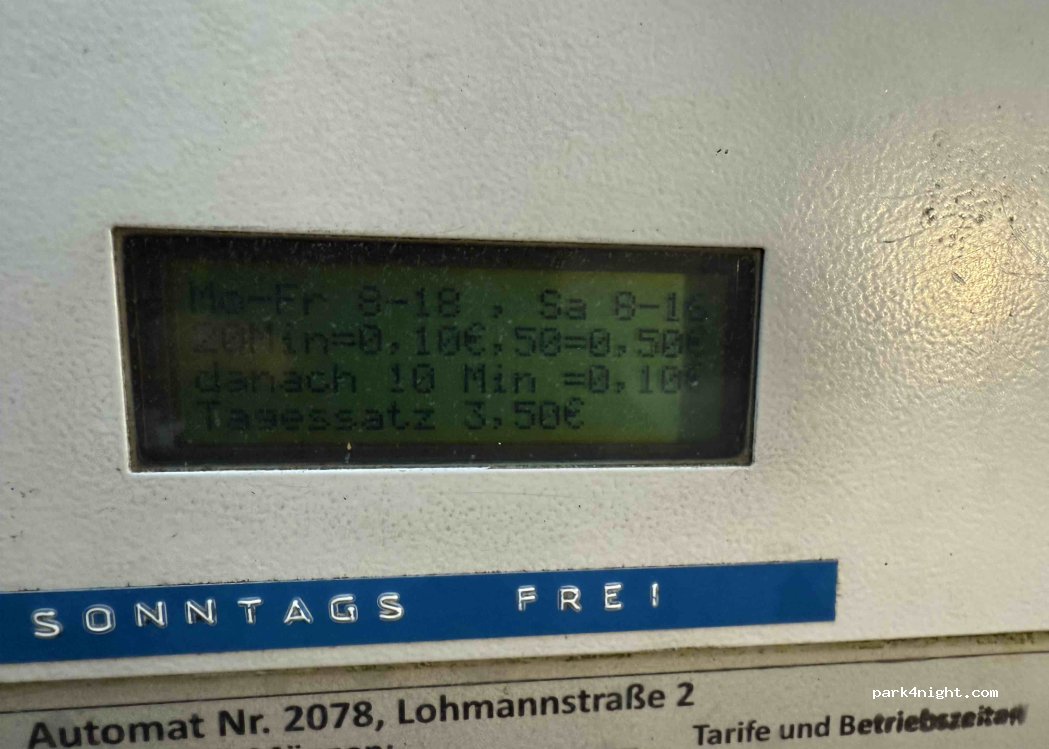 Mo-Fr 8-18 , Sa 8-16
20Min=0,10€,50=0,50€
danach 10 Min =0,10€
Tagessatz 3,50€
SONNTAGS FREI
Automat Nr. 2078, Lohmannstraße 2
park4night.com
Tarife und Betriebszeiten